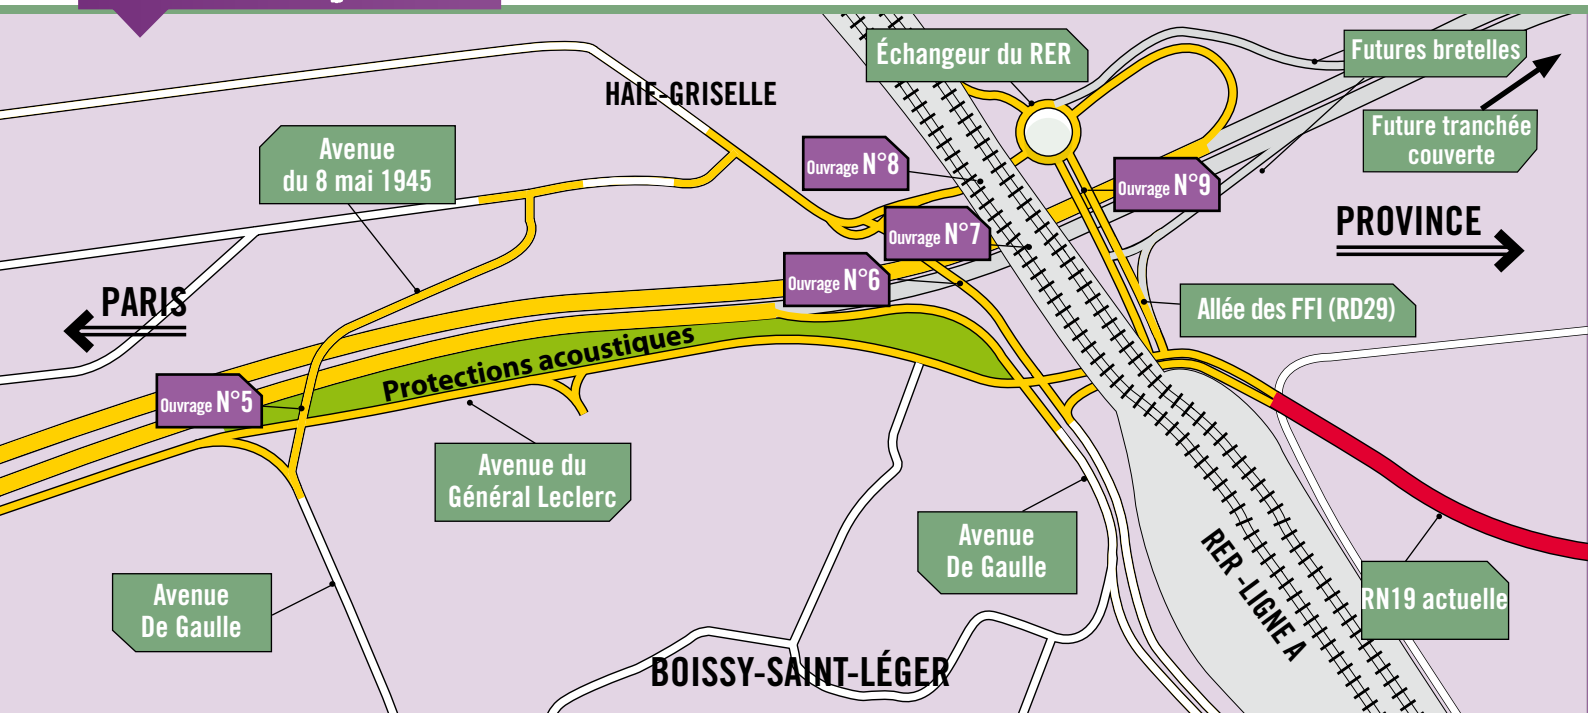 Échangeur du RER
Futures bretelles
HAIE-GRISELLE
Future tranchée
couverte
Avenue
du 8 mai 1945
Ouvrage N°8
Ouvrage N°9
PROVINCE
Ouvrage N°7
Ouvrage N°6
PARIS
Allée des FFI (RD29)
Protections acoustiques
Ouvrage N°5
Avenue du
Général Leclerc
Avenue
De Gaulle
RER -LIGNE A
Avenue
De Gaulle
RN19 actuelle
BOISSY-SAINT-LÉGER